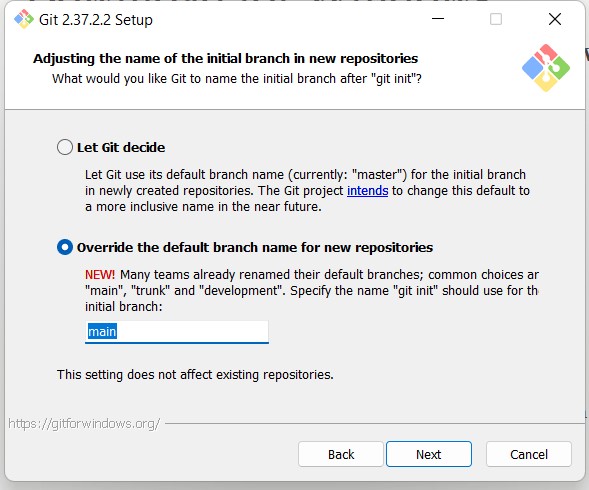 Git 2.37.2.2 Setup
Adjusting the name of the initial branch in new repositories
What would you like Git to name the initial branch after "git init"?
Let Git decide
Let Git use its default branch name (currently: "master") for the initial branch
in newly created repositories. The Git project intends to change this default to
a more inclusive name in the near future.
Override the default branch name for new repositories
NEW! Many teams already renamed their default branches; common choices ar
"main", "trunk" and "development". Specify the name "git init" should use for the
initial branch:
main
This setting does not affect existing repositories.
https://gitforwindows.org/
Back
Next
Cancel